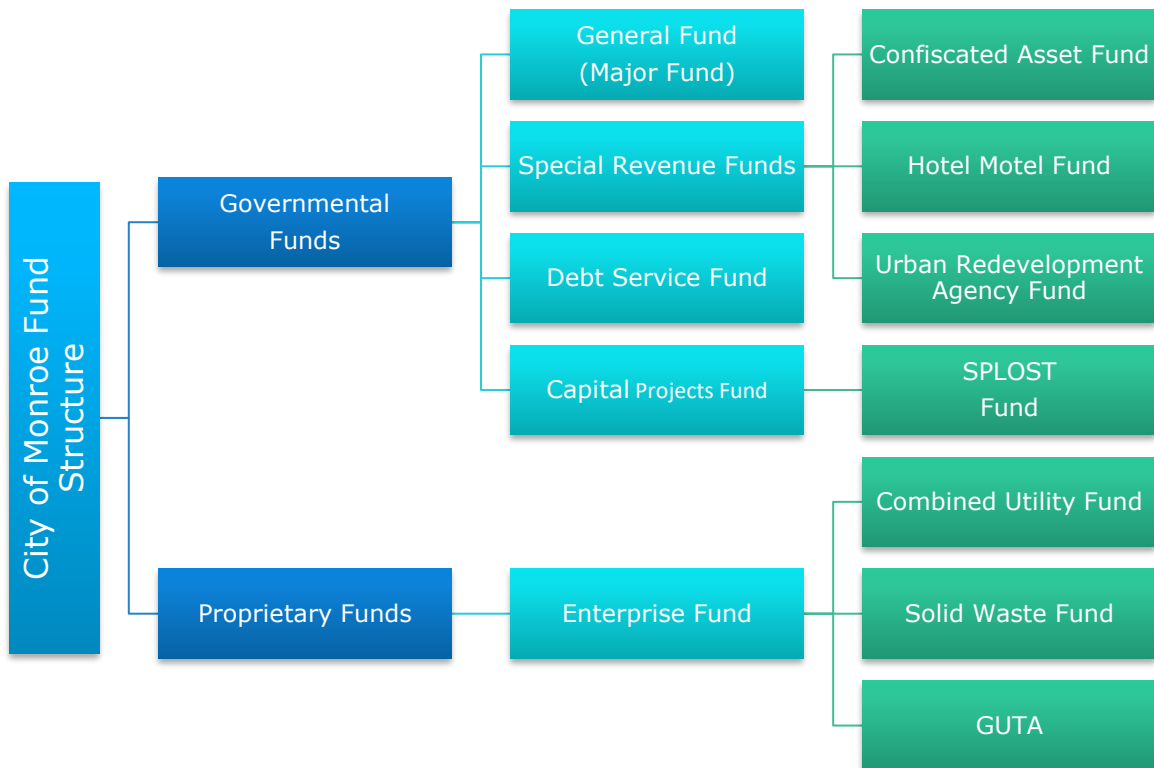 City of Monroe Fund
Structure
Governmental
Funds
General Fund
(Major Fund)
Special Revenue Funds
Confiscated Asset Fund
Hotel Motel Fund
Urban Redevelopment
Agency Fund
Debt Service Fund
Capital Projects Fund
SPLOST
Fund
Proprietary Funds
Enterprise Fund
Combined Utility Fund
Solid Waste Fund
GUTA